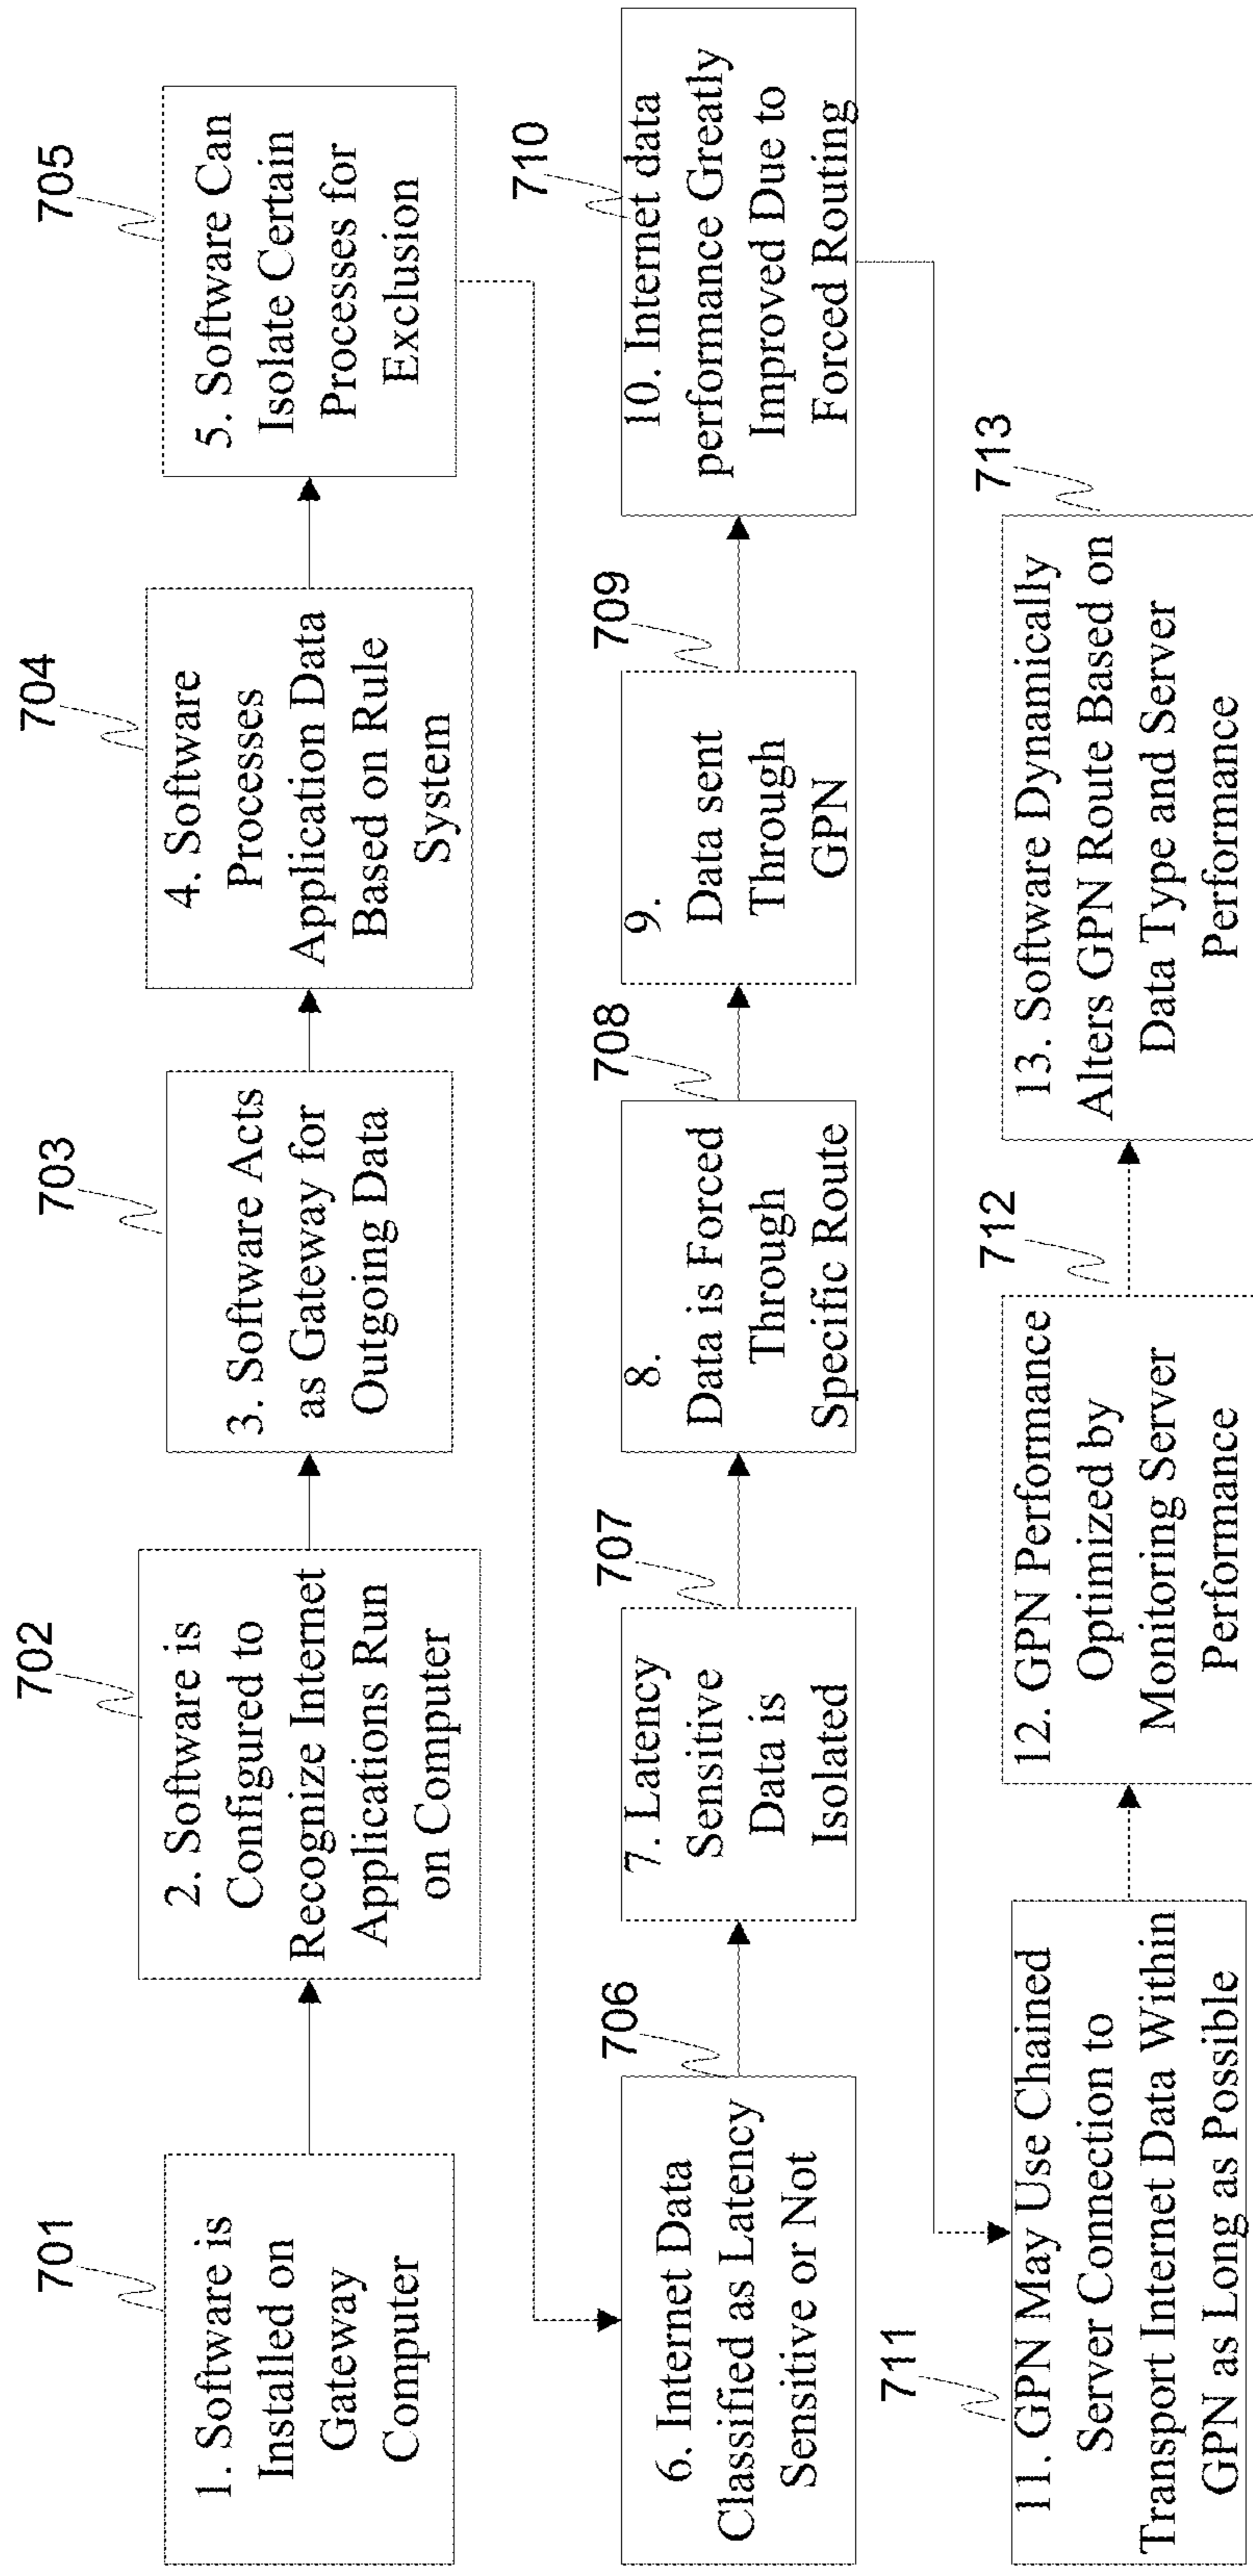 701
1. Software is
Installed on
Gateway
Computer
702
2. Software is
Configured to
Recognize Internet
Applications Run
on Computer
703
3. Software Acts
as Gateway for
Outgoing Data
704
4. Software
Processes
Application Data
Based on Rule
System
705
5. Software Can
Isolate Certain
Processes for
Exclusion
706
6. Internet Data
Classified as Latency
Sensitive or Not
707
7. Latency
Sensitive
Data is
Isolated
708
8.
Data is Forced
Through
Specific Route
709
9.
Data sent
Through
GPN
710
10. Internet data
performance Greatly
Improved Due to
Forced Routing
711
11. GPN May Use Chained
Server Connection to
Transport Internet Data Within
GPN as Long as Possible
712
12. GPN Performance
Optimized by
Monitoring Server
Performance
713
13. Software Dynamically
Alters GPN Route Based on
Data Type and Server
Performance